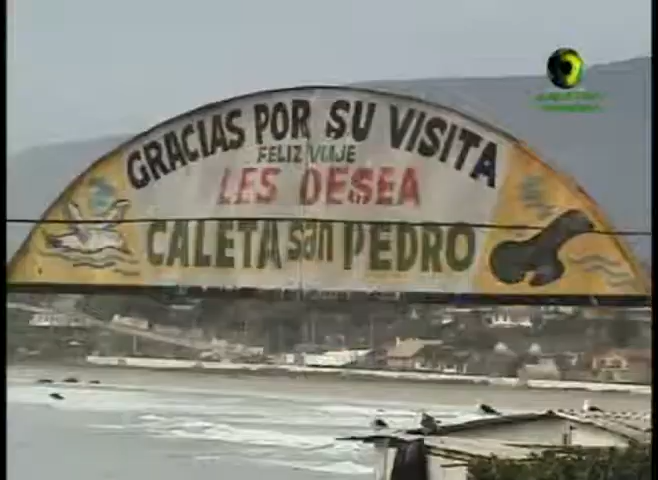 GRACIAS POR SU VISITA
FELIZ VIAJE
LES DESEA
CALETA san PEDRO